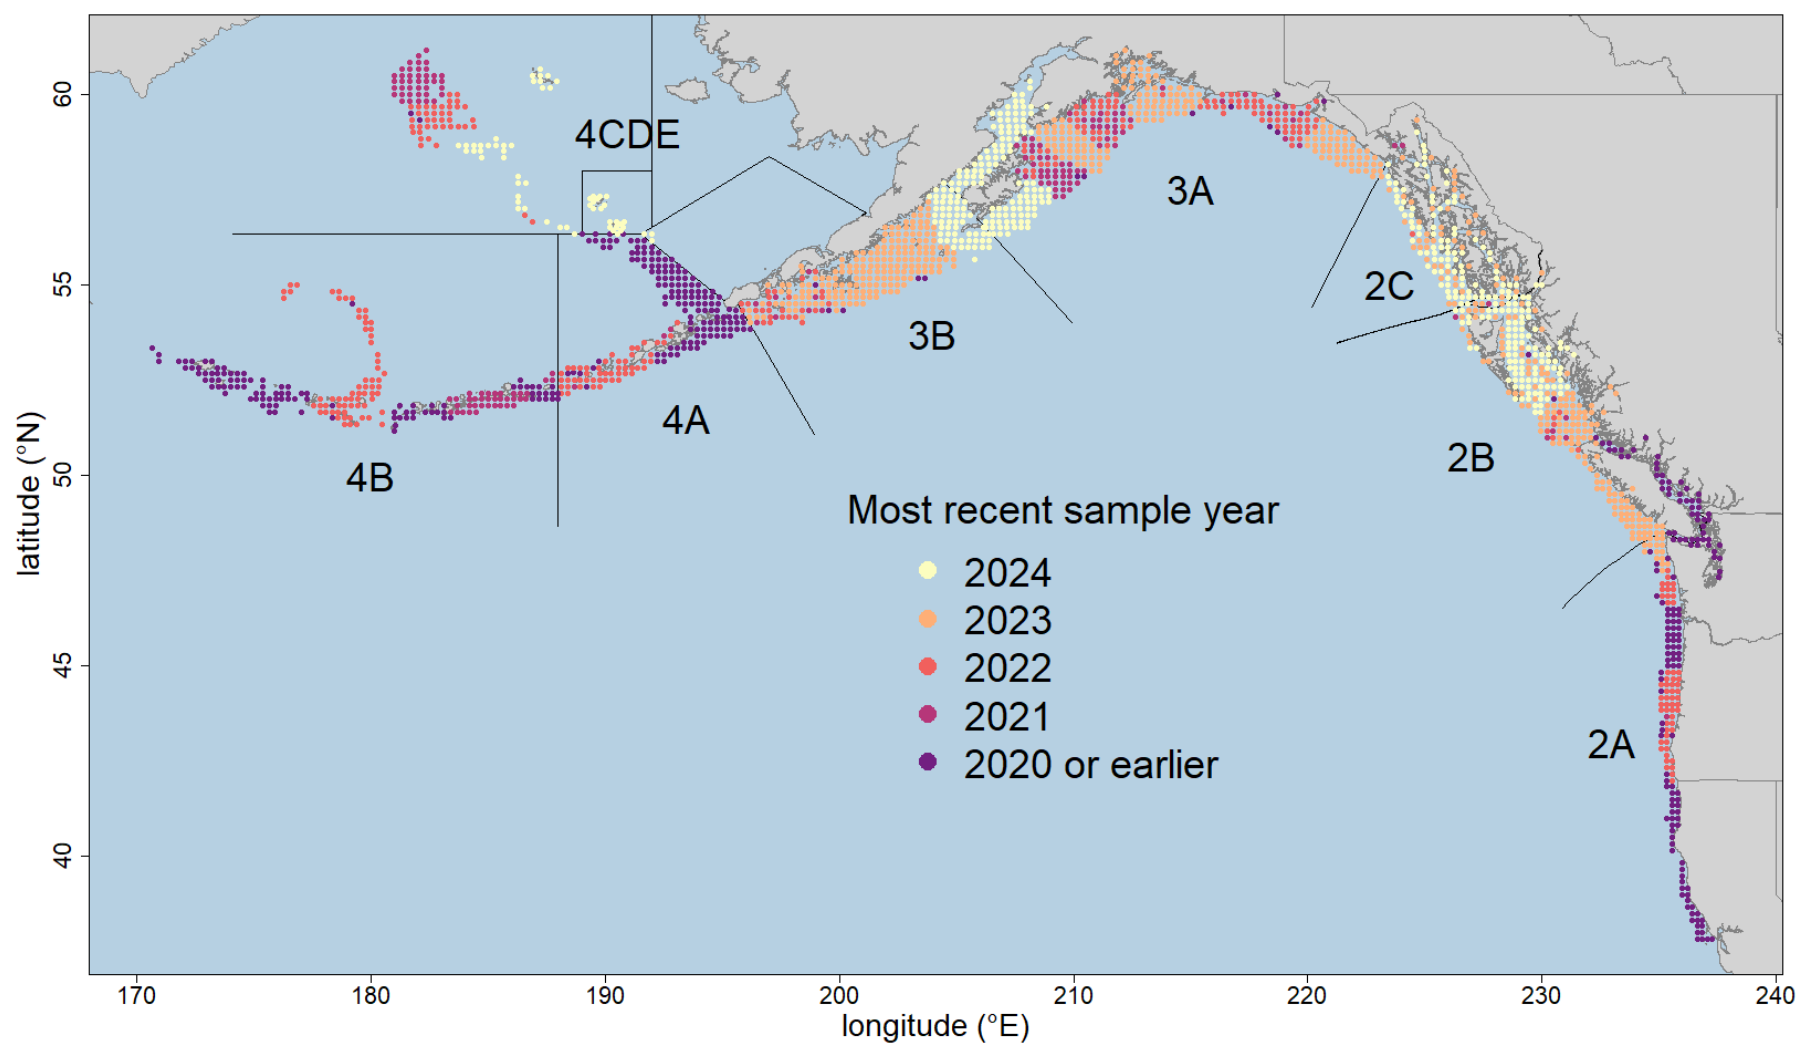 60
55
50
45
40
latitude (°N)
4CDE
3A
2C
3B
4A
2B
4B
Most recent sample year
2024
2023
2022
2021
2020 or earlier
2A
170
180
190
200
210
220
230
240
longitude (°E)